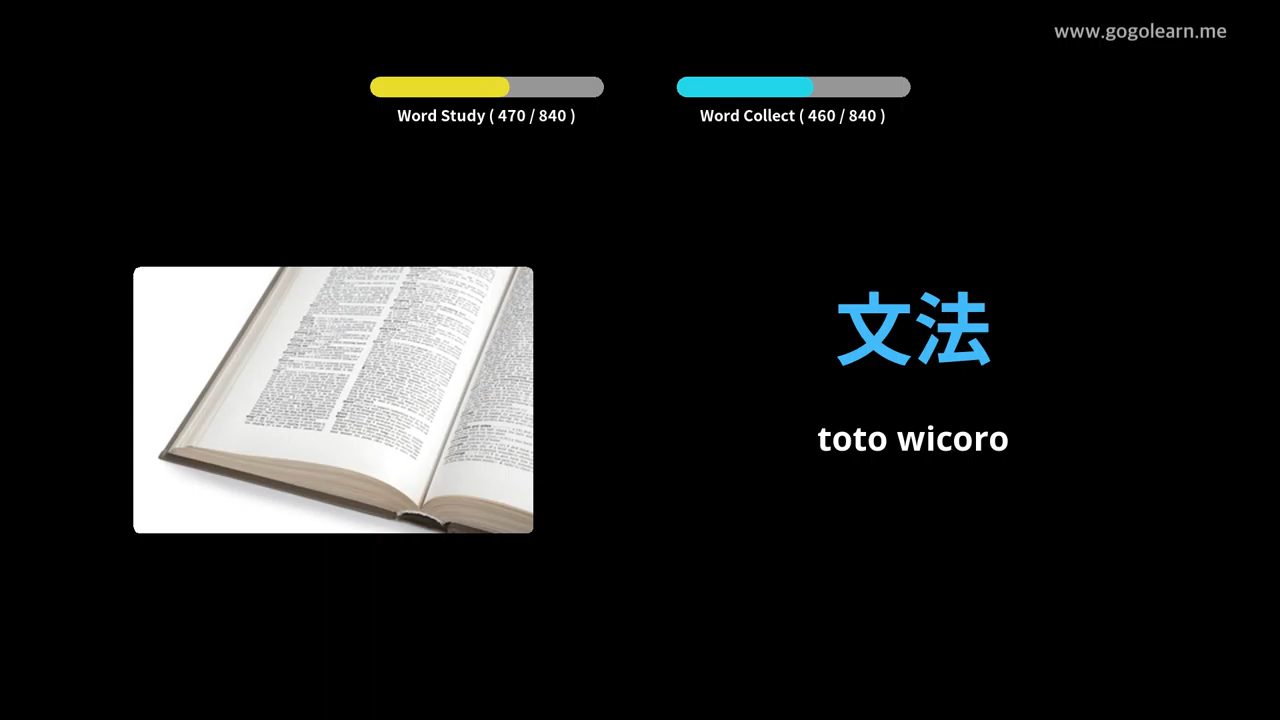 www.gogolearn.me
Word Study ( 470 / 840 )
Word Collect ( 460 / 840 )
文法
toto wicoro